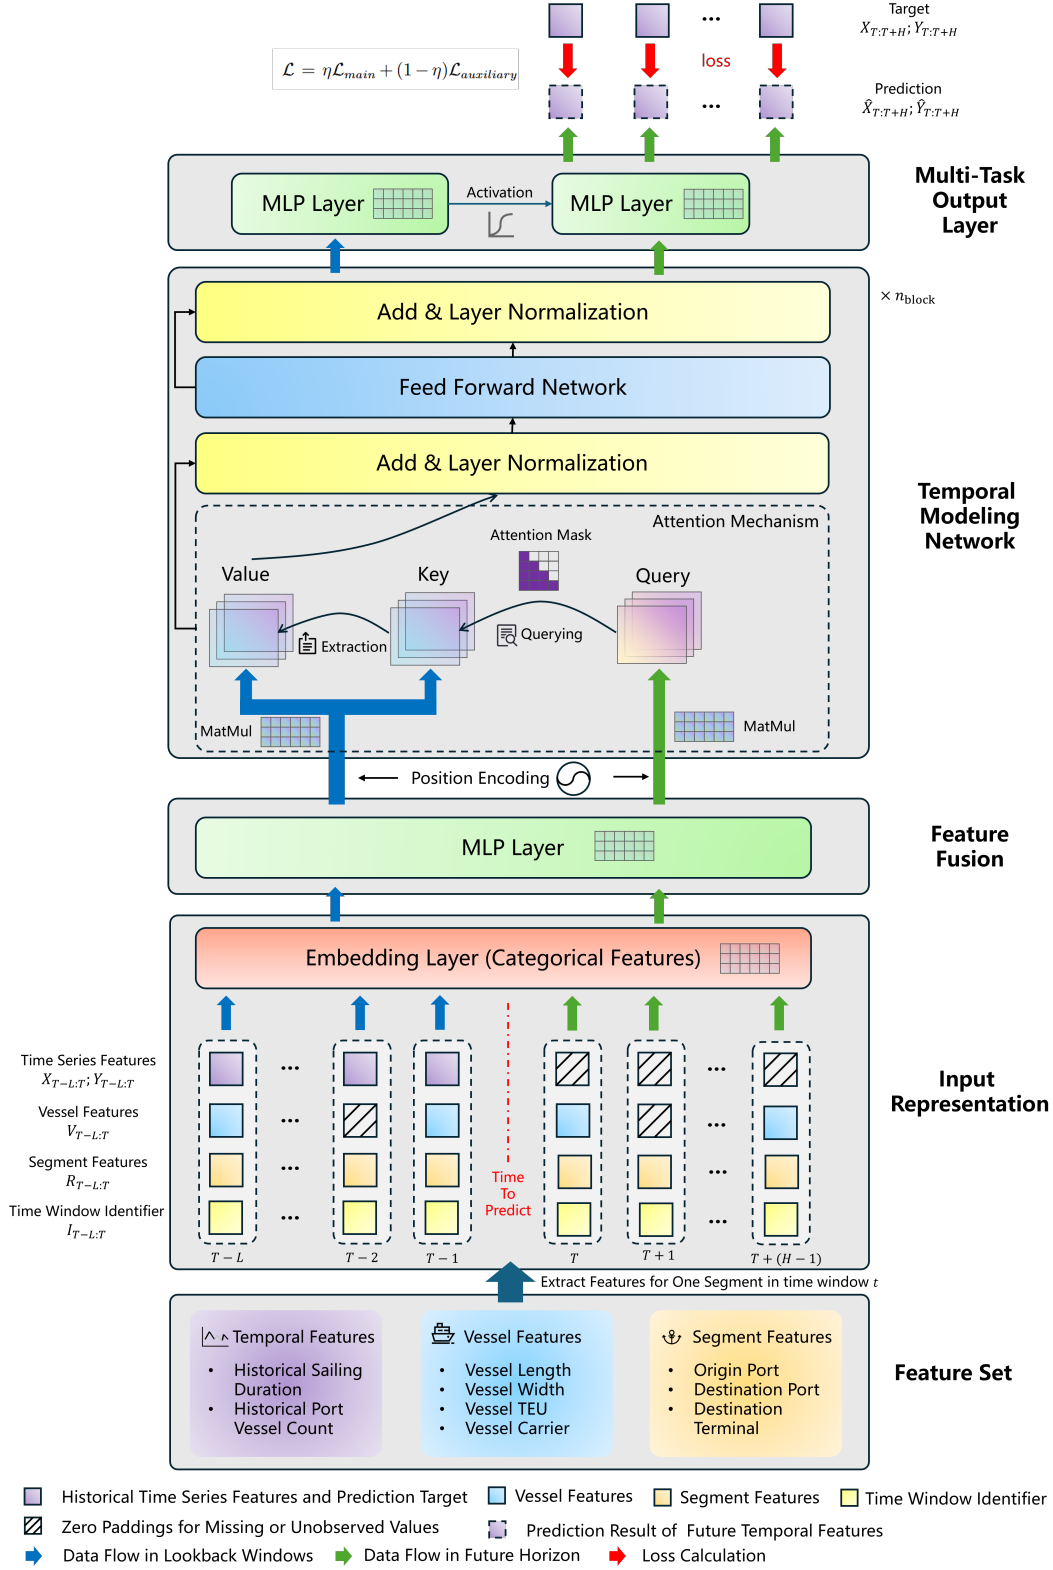 Target
X_{T:T+H}; Y_{T:T+H}
loss
ℒ = ηℒ_{main} + (1 − η)ℒ_{auxiliary}
Prediction
X̂_{T:T+H}; Ŷ_{T:T+H}
...
...
MLP Layer
Activation
MLP Layer
Multi-Task
Output
Layer
× n_{block}
Add & Layer Normalization
Feed Forward Network
Add & Layer Normalization
Temporal
Modeling
Network
Attention Mechanism
Attention Mask
Value
Key
Query
Extraction
Querying
MatMul
MatMul
Position Encoding
MLP Layer
Feature
Fusion
Embedding Layer (Categorical Features)
Time Series Features
X_{T−L:T}; Y_{T−L:T}
... ...
Vessel Features
V_{T−L:T}
... ...
Segment Features
R_{T−L:T}
... ...
Time Window Identifier
I_{T−L:T}
... ...
Time
To
Predict
Input
Representation
T − L
T − 2
T − 1
T
T + 1
T + (H − 1)
Extract Features for One Segment in time window t
Temporal Features
• Historical Sailing
Duration
• Historical Port
Vessel Count
Vessel Features
• Vessel Length
• Vessel Width
• Vessel TEU
• Vessel Carrier
Segment Features
• Origin Port
• Destination Port
• Destination
Terminal
Feature Set
Historical Time Series Features and Prediction Target
Vessel Features
Segment Features
Time Window Identifier
Zero Paddings for Missing or Unobserved Values
Prediction Result of Future Temporal Features
Data Flow in Lookback Windows
Data Flow in Future Horizon
Loss Calculation